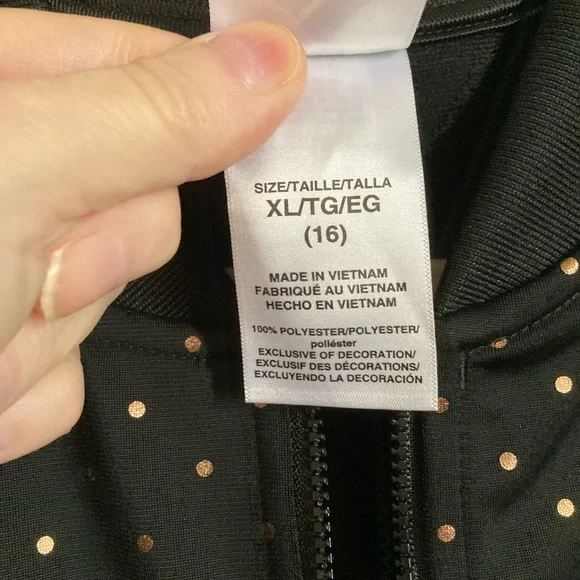 SIZE/TAILLE/TALLA
XL/TG/EG
(16)
MADE IN VIETNAM
FABRIQUÉ AU VIETNAM
HECHO EN VIETNAM
100% POLYESTER/POLYESTER/
poliéster
EXCLUSIVE OF DECORATION/
EXCLUSIF DES DÉCORATIONS/
EXCLUYENDO LA DECORACIÓN